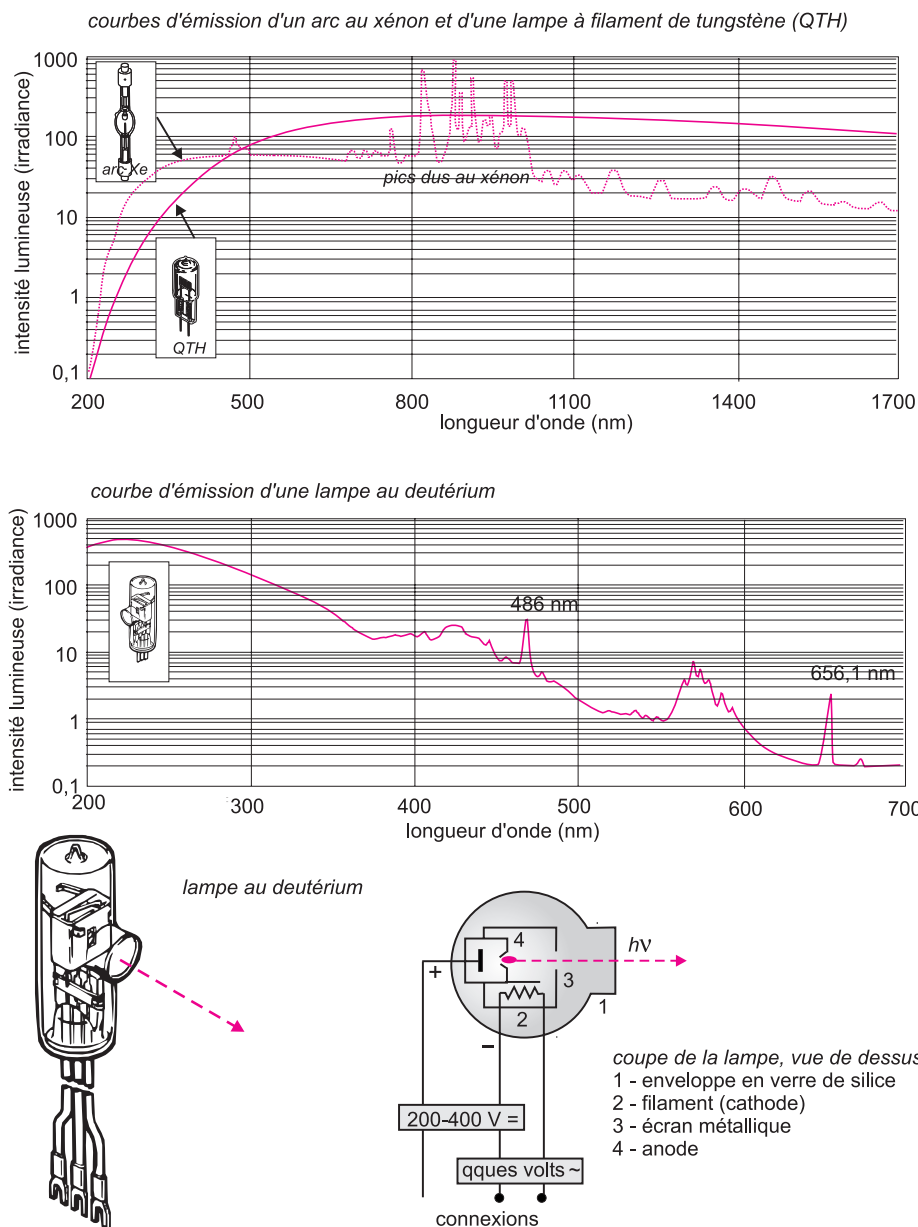 courbes d'émission d'un arc au xénon et d'une lampe à filament de tungstène (QTH)
intensité lumineuse (irradiance)
1000
100
10
1
0,1
arc Xe
pics dus au xénon
QTH
200 500 800 1100 1400 1700
longueur d'onde (nm)
courbe d'émission d'une lampe au deutérium
intensité lumineuse (irradiance)
1000
100
10
1
0,1
486 nm
656,1 nm
200 300 400 500 600 700
longueur d'onde (nm)
lampe au deutérium
4
hν
+
3
1
2
–
coupe de la lampe, vue de dessus
1 - enveloppe en verre de silice
2 - filament (cathode)
3 - écran métallique
4 - anode
200-400 V =
qques volts ~
connexions